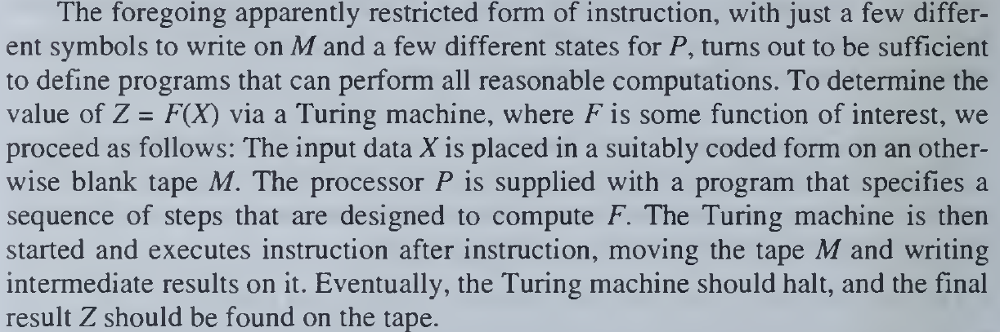 The foregoing apparently restricted form of instruction, with just a few differ-
ent symbols to write on M and a few different states for P, turns out to be sufficient
to define programs that can perform all reasonable computations. To determine the
value of Z = F(X) via a Turing machine, where F is some function of interest, we
proceed as follows: The input data X is placed in a suitably coded form on an other-
wise blank tape M. The processor P is supplied with a program that specifies a
sequence of steps that are designed to compute F. The Turing machine is then
started and executes instruction after instruction, moving the tape M and writing
intermediate results on it. Eventually, the Turing machine should halt, and the final
result Z should be found on the tape.